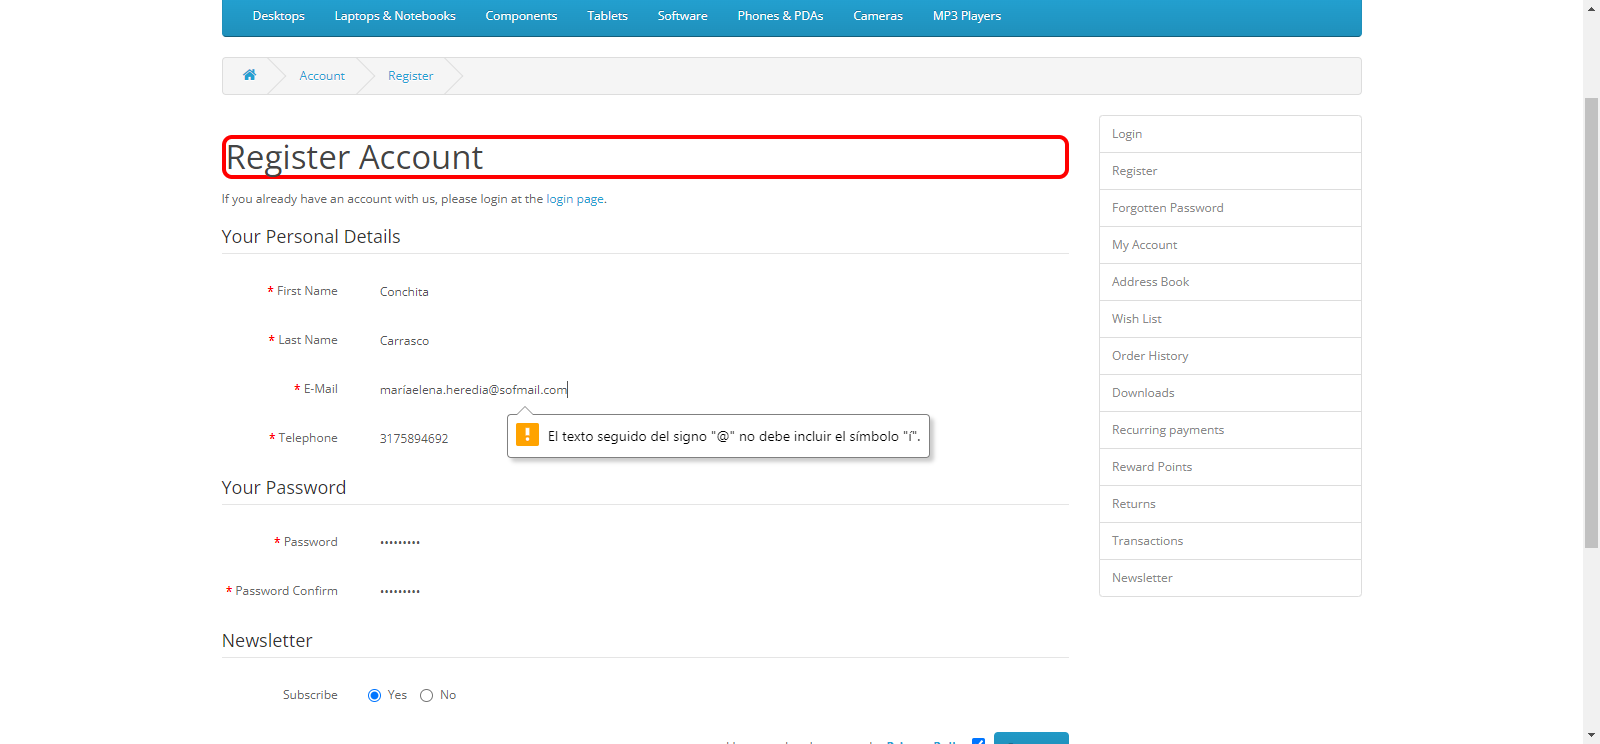 Desktops Laptops & Notebooks Components Tablets Software Phones & PDAs Cameras MP3 Players
Account Register
Register Account
If you already have an account with us, please login at the login page.
Your Personal Details
* First Name Conchita
* Last Name Carrasco
* E-Mail maríaelena.heredia@sofmail.com
El texto seguido del signo "@" no debe incluir el símbolo "í".
* Telephone 3175894692
Your Password
* Password •••••••••
* Password Confirm •••••••••
Newsletter
Subscribe Yes No
Login
Register
Forgotten Password
My Account
Address Book
Wish List
Order History
Downloads
Recurring payments
Reward Points
Returns
Transactions
Newsletter